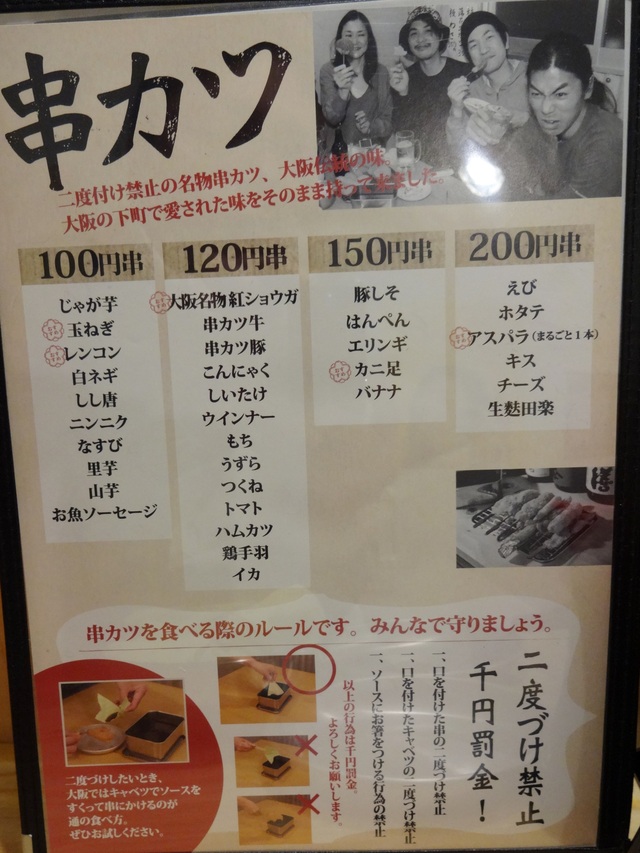 串カツ
二度付け禁止の名物串カツ、大阪伝統の味。
大阪の下町で愛された味をそのまま持って来ました。
100円串
じゃが芋
玉ねぎ
レンコン
白ネギ
しし唐
ニンニク
なすび
里芋
山芋
お魚ソーセージ
120円串
大阪名物 紅ショウガ
串カツ牛
串カツ豚
こんにゃく
しいたけ
ウインナー
もち
うずら
つくね
トマト
ハムカツ
鶏手羽
イカ
150円串
豚しそ
はんぺん
エリンギ
カニ足
バナナ
200円串
えび
ホタテ
アスパラ(まるごと1本)
キス
チーズ
生麩田楽
串カツを食べる際のルールです。みんなで守りましょう。
二度づけ禁止
千円罰金!
一、口を付けた串の二度づけ禁止
一、口を付けたキャベツの二度づけ禁止
一、ソースにお箸をつける行為の禁止
以上の行為は千円罰金。
よろしくお願いします。
二度づけしたいとき、
大阪ではキャベツでソースを
すくって串にかけるのが
通の食べ方。
ぜひお試しください。